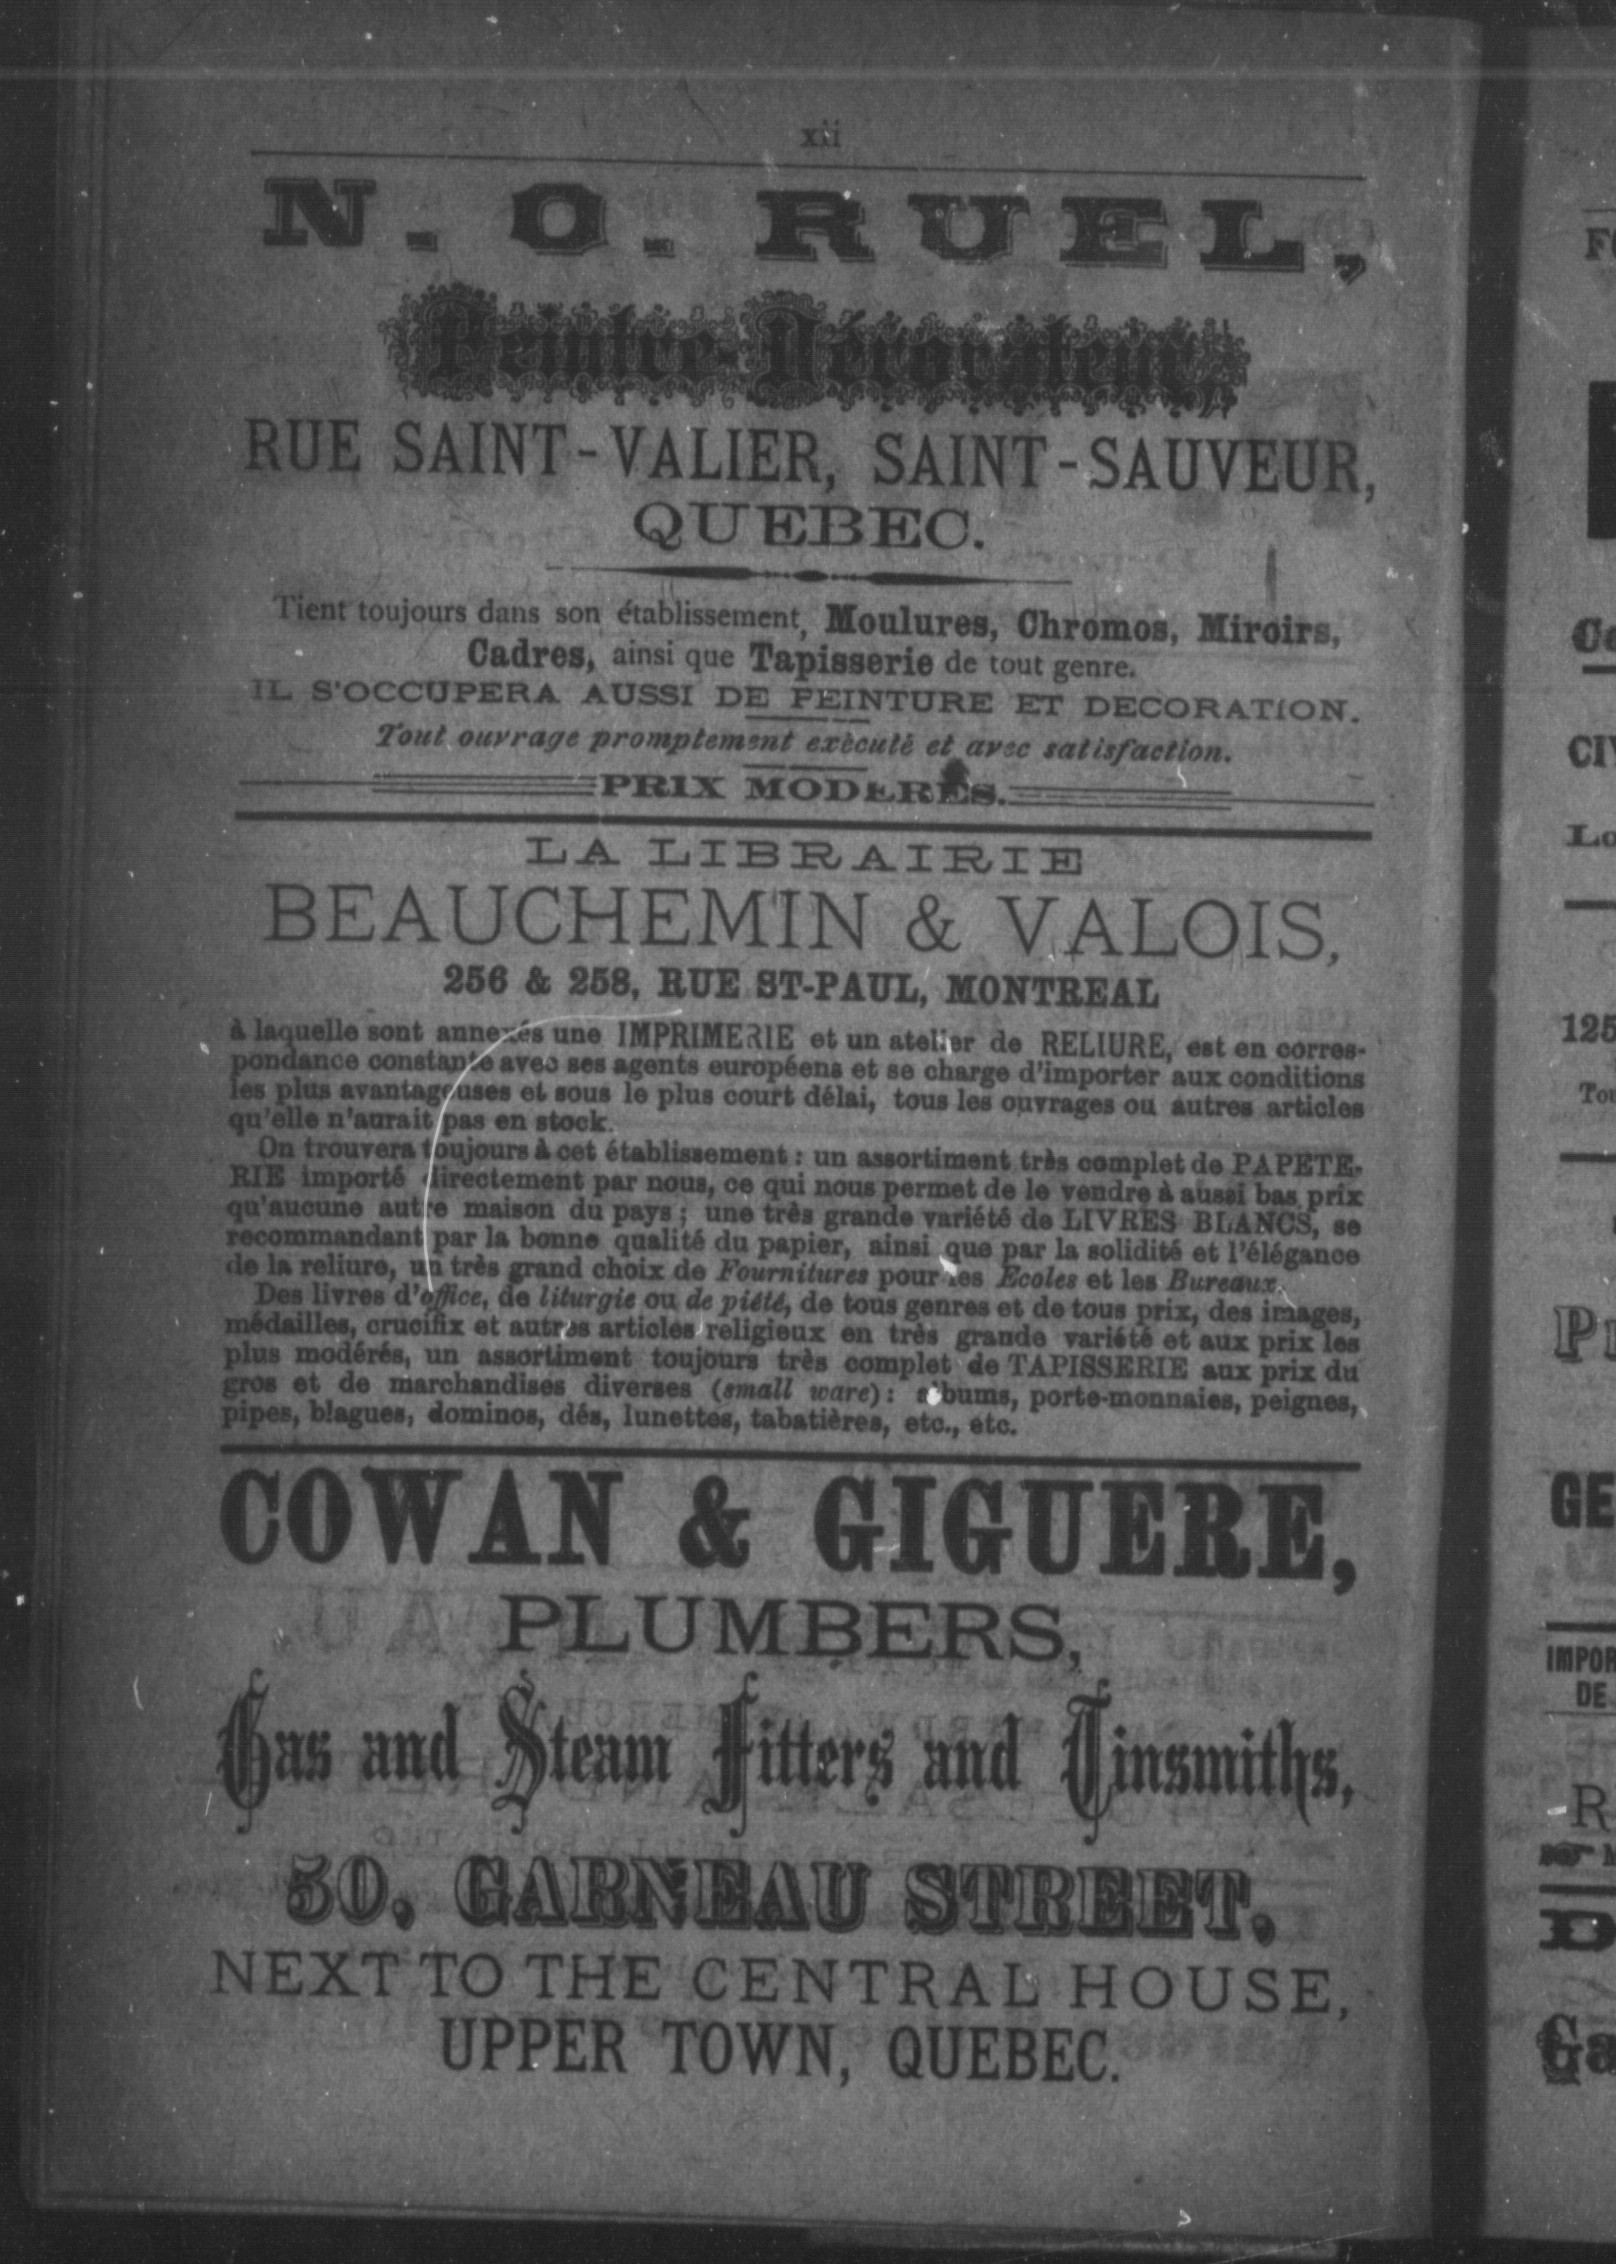 xii
N. O. RUEL,
Peintre-Décorateur,
RUE SAINT-VALIER, SAINT-SAUVEUR,
QUEBEC.
Tient toujours dans son établissement, Moulures, Chromos, Miroirs,
Cadres, ainsi que Tapisserie de tout genre.
IL S'OCCUPERA AUSSI DE PEINTURE ET DECORATION.
Tout ouvrage promptement exècuté et avec satisfaction.
PRIX MODERES.
LA LIBRAIRIE
BEAUCHEMIN & VALOIS,
256 & 258, RUE ST-PAUL, MONTREAL
à laquelle sont annexés une IMPRIMERIE et un atelier de RELIURE, est en corres-
pondance constante avec ses agents européens et se charge d'importer aux conditions
les plus avantageuses et sous le plus court délai, tous les ouvrages ou autres articles
qu'elle n'aurait pas en stock.
On trouvera toujours à cet établissement : un assortiment très complet de PAPETE-
RIE importé directement par nous, ce qui nous permet de le vendre à aussi bas prix
qu'aucune autre maison du pays ; une très grande variété de LIVRES BLANCS, se
recommandant par la bonne qualité du papier, ainsi que par la solidité et l'élégance
de la reliure, un très grand choix de Fournitures pour les Ecoles et les Bureaux.
Des livres d'office, de liturgie ou de piété, de tous genres et de tous prix, des images,
médailles, crucifix et autres articles religieux en très grande variété et aux prix les
plus modérés, un assortiment toujours très complet de TAPISSERIE aux prix du
gros et de marchandises diverses (small ware) : albums, porte-monnaies, peignes,
pipes, blagues, dominos, dés, lunettes, tabatières, etc., etc.
COWAN & GIGUERE,
PLUMBERS,
Gas and Steam Fitters and Tinsmiths,
50, GARNEAU STREET,
NEXT TO THE CENTRAL HOUSE,
UPPER TOWN, QUEBEC.
CI
125
GE
IMPOR
DE
R
Ga